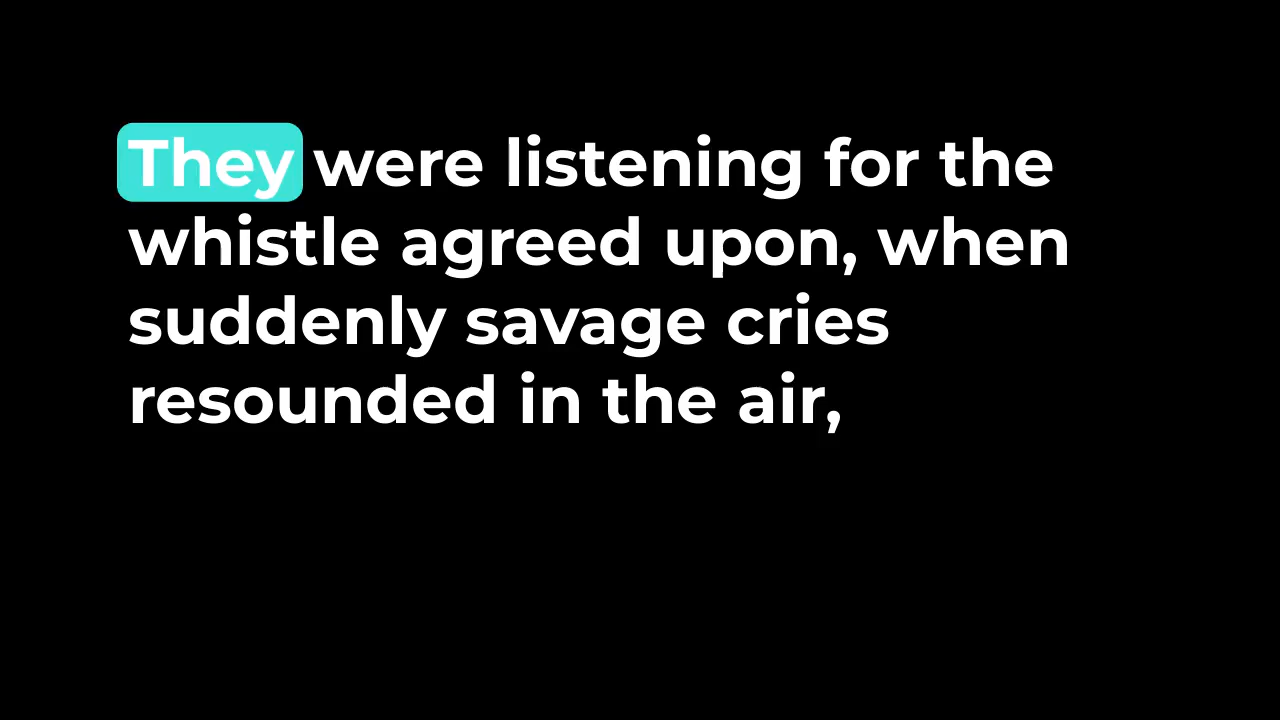 They were listening for the
whistle agreed upon, when
suddenly savage cries
resounded in the air,